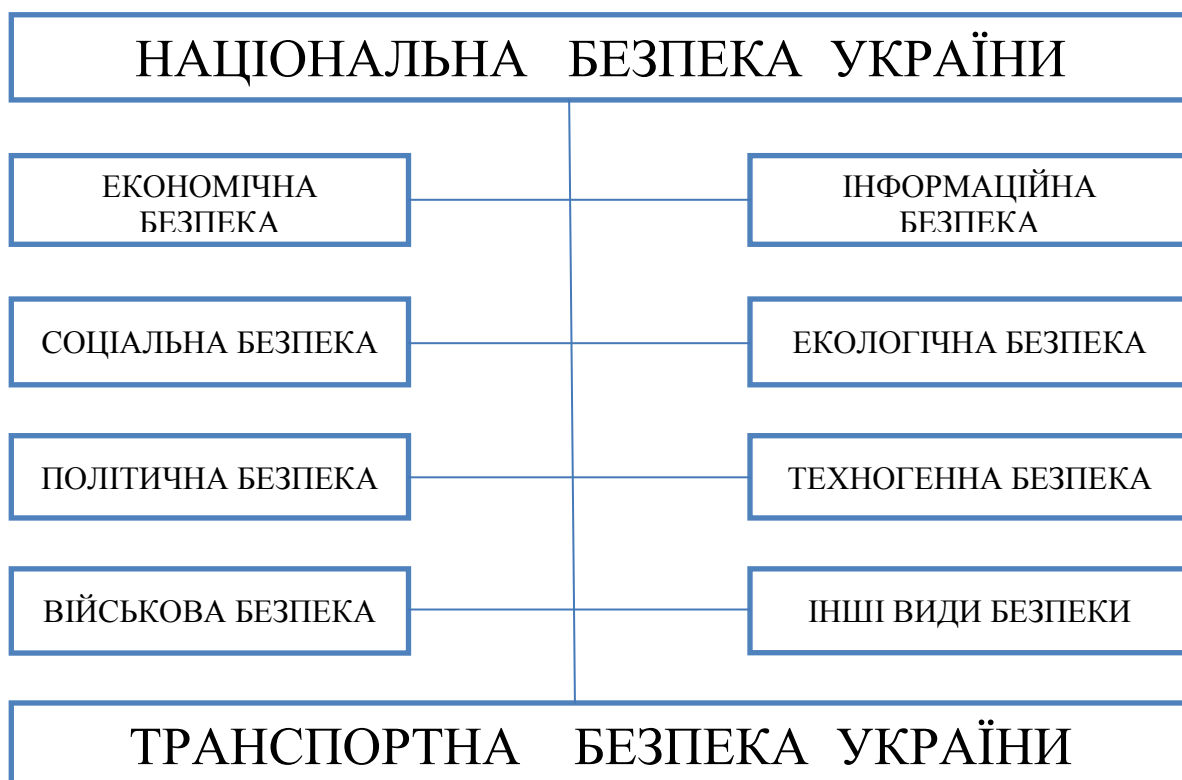 НАЦІОНАЛЬНА БЕЗПЕКА УКРАЇНИ
ЕКОНОМІЧНА
БЕЗПЕКА
ІНФОРМАЦІЙНА
БЕЗПЕКА
СОЦІАЛЬНА БЕЗПЕКА
ЕКОЛОГІЧНА БЕЗПЕКА
ПОЛІТИЧНА БЕЗПЕКА
ТЕХНОГЕННА БЕЗПЕКА
ВІЙСЬКОВА БЕЗПЕКА
ІНШІ ВИДИ БЕЗПЕКИ
ТРАНСПОРТНА БЕЗПЕКА УКРАЇНИ